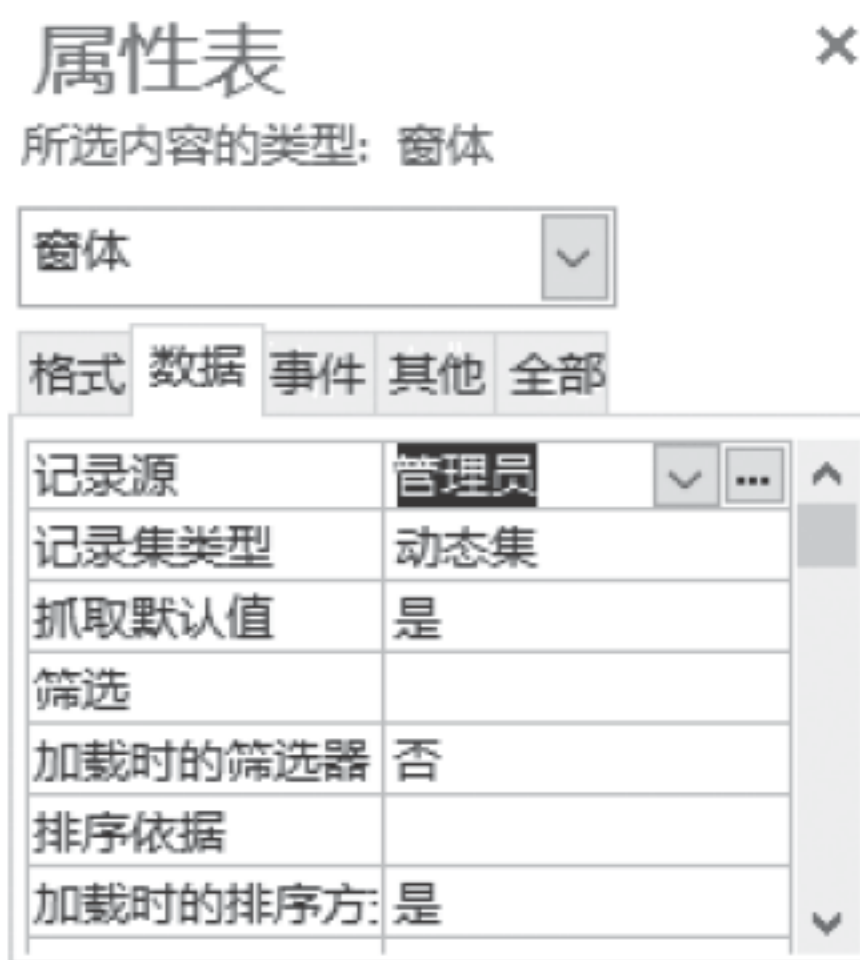 属性表
所选内容的类型: 窗体
窗体
格式 数据 事件 其他 全部
记录源 管理员
记录集类型 动态集
抓取默认值 是
筛选
加载时的筛选器 否
排序依据
加载时的排序方 是